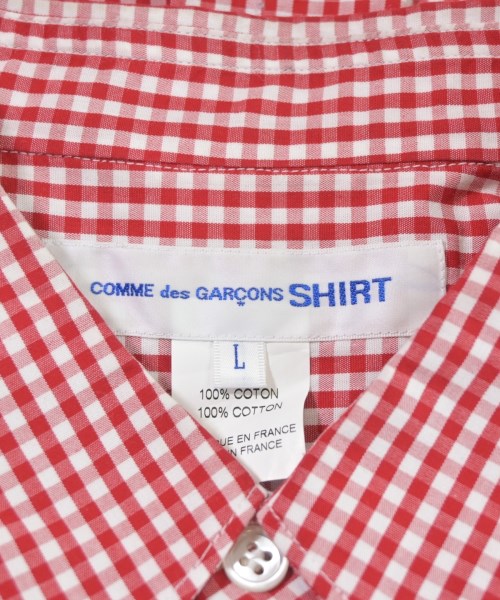 COMME des GARÇONS SHIRT
L
100% COTON
100% COTTON
EN FRANCE
FRANCE